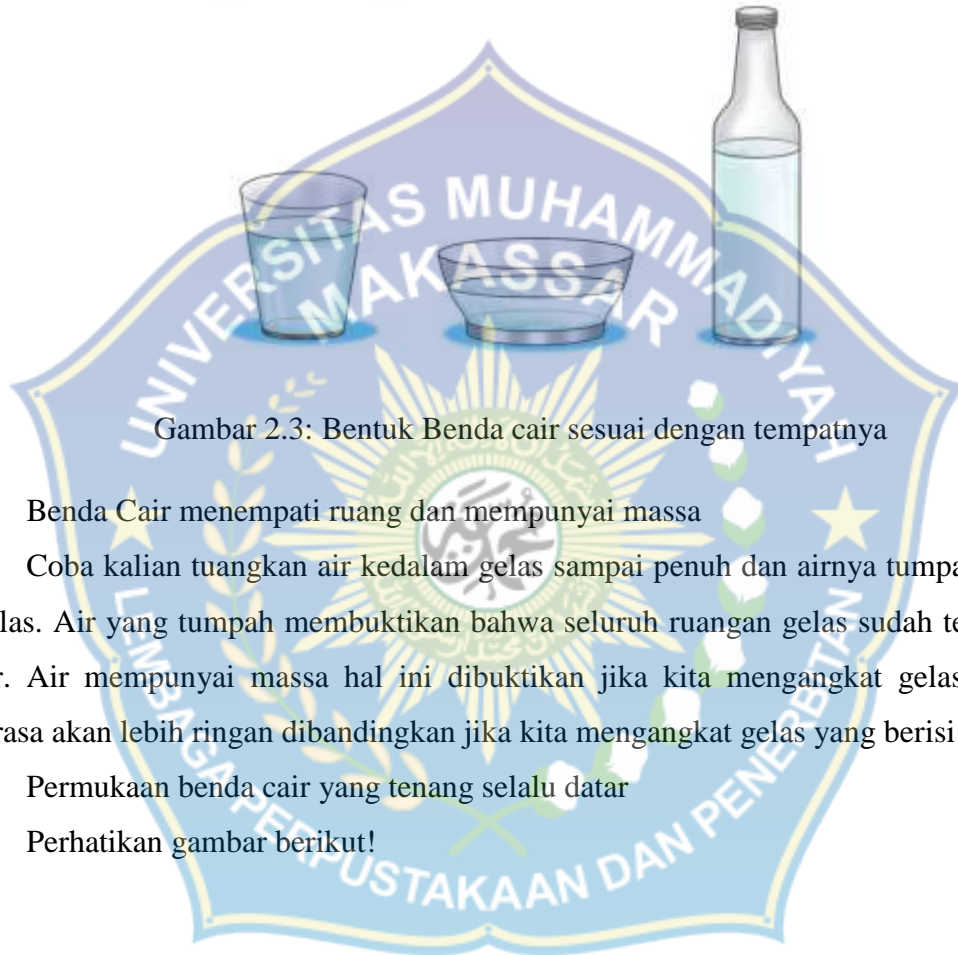 UNIVERSITAS MUHAMMADIYAH
MAKASSAR
Gambar 2.3: Bentuk Benda cair sesuai dengan tempatnya
Benda Cair menempati ruang dan mempunyai massa
Coba kalian tuangkan air kedalam gelas sampai penuh dan airnya tumpa
las. Air yang tumpah membuktikan bahwa seluruh ruangan gelas sudah te
r. Air mempunyai massa hal ini dibuktikan jika kita mengangkat gelas
rasa akan lebih ringan dibandingkan jika kita mengangkat gelas yang berisi
Permukaan benda cair yang tenang selalu datar
Perhatikan gambar berikut!
LEMBAGA PERPUSTAKAAN DAN PENERBITAN